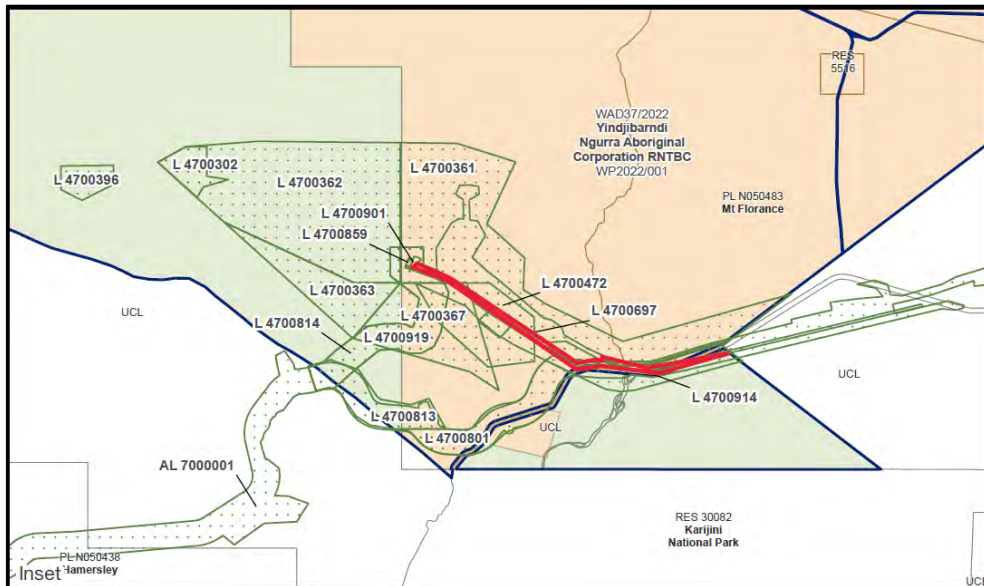 RES
5516
WAD37/2022
Yindjibarndi
Ngurra Aboriginal
Corporation RNTBC
WP2022/001
L 4700302
L 4700361
L 4700396
L 4700362
PL N050483
Mt Florance
L 4700901
L 4700859
L 4700472
L 4700363
L 4700697
UCL
L 4700367
L 4700814
L 4700919
UCL
L 4700914
L 4700813
UCL
L 4700801
AL 7000001
RES 30082
Karijini
National Park
PL N050438
Hamersley
Inset
UCL